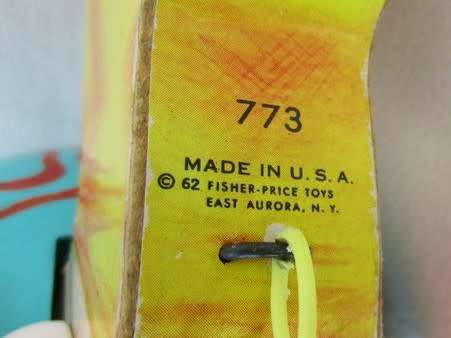 773
MADE IN U.S.A.
© 62 FISHER-PRICE TOYS
EAST AURORA, N.Y.